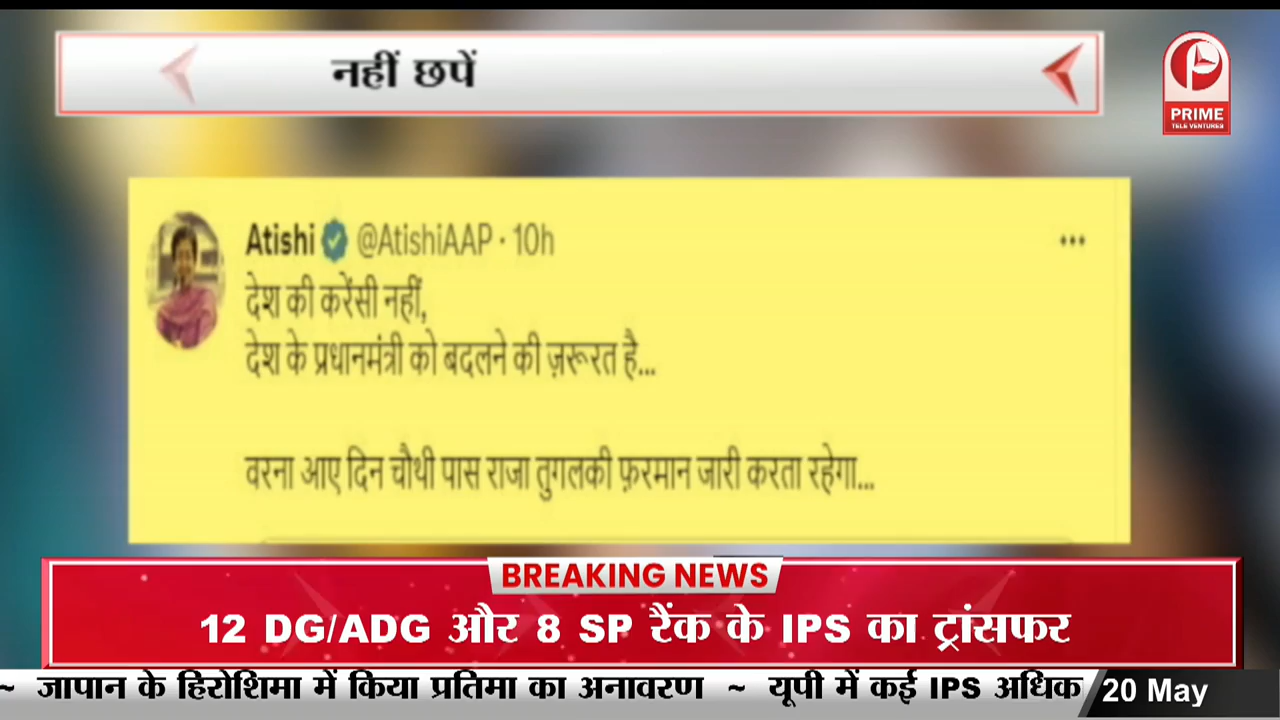 नहीं छपें
PRIME
TELE VENTURES
Atishi @AtishiAAP · 10h
देश की करेंसी नहीं,
देश के प्रधानमंत्री को बदलने की ज़रूरत है...
वरना आए दिन चौथी पास राजा तुगलकी फ़रमान जारी करता रहेगा...
BREAKING NEWS
12 DG/ADG और 8 SP रैंक के IPS का ट्रांसफर
~ जापान के हिरोशिमा में किया प्रतिमा का अनावरण ~ यूपी में कई IPS अधिक
20 May